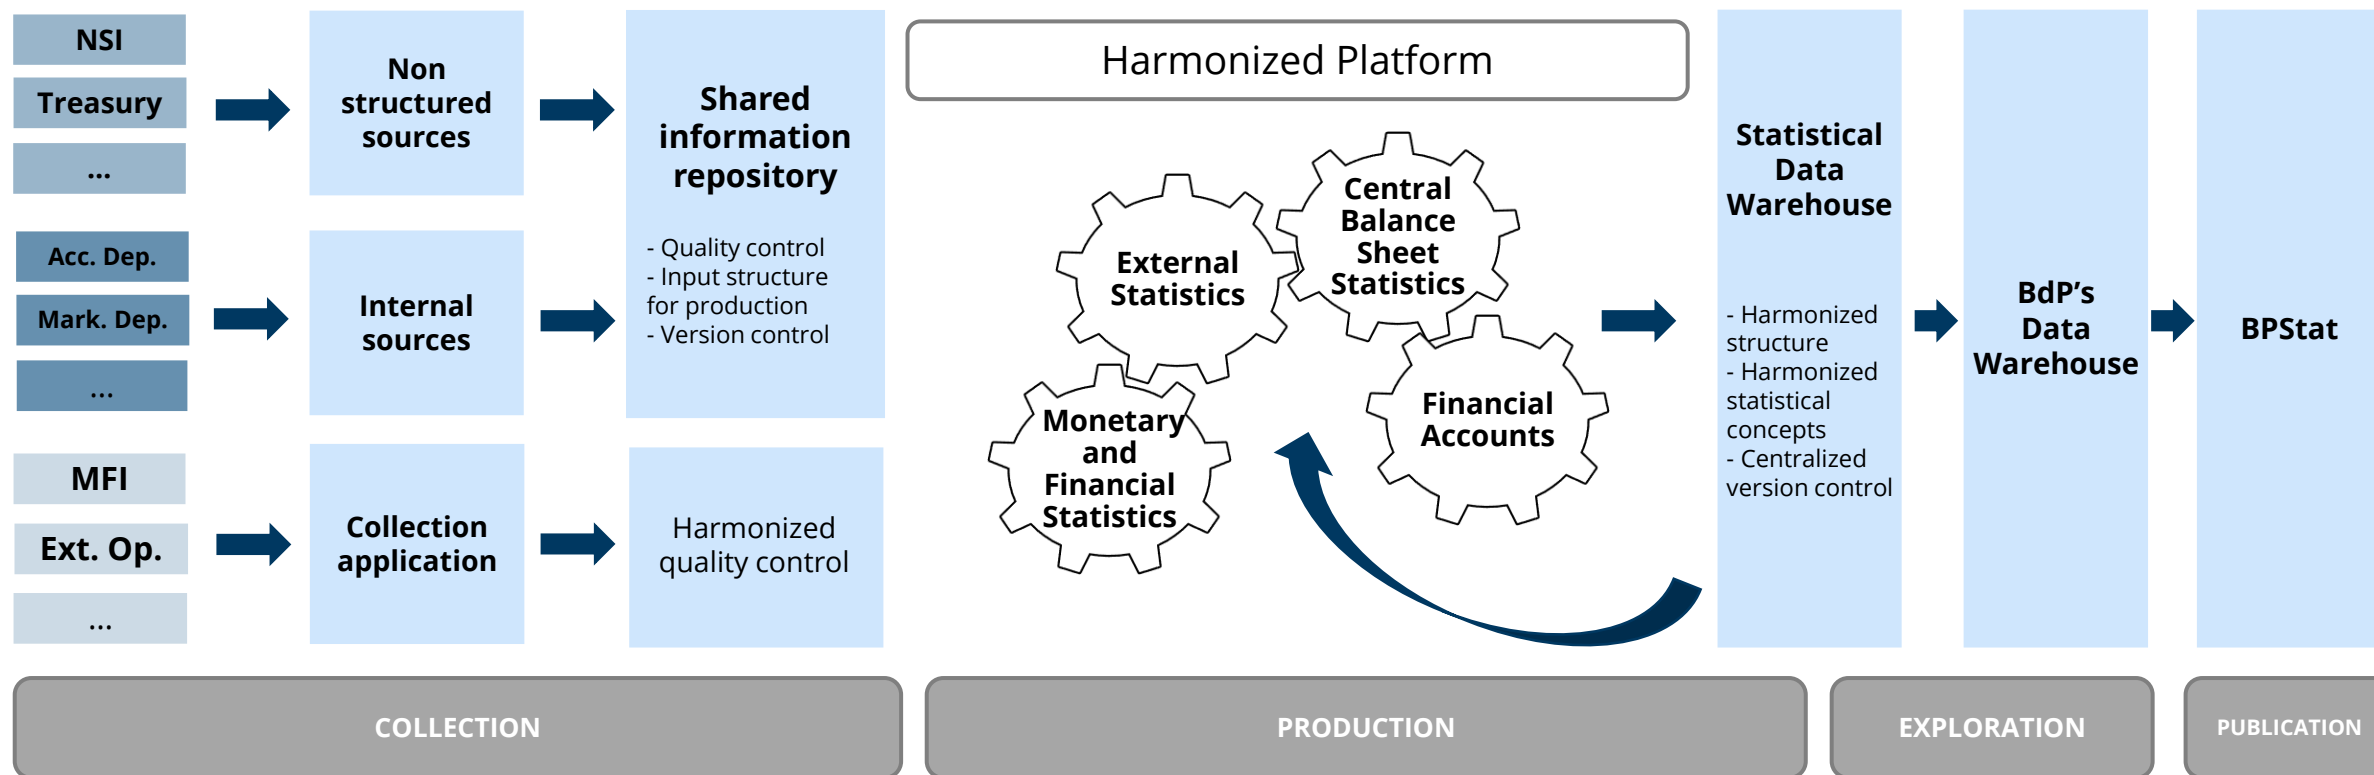 NSI
Treasury
...
Non
structured
sources
Shared
information
repository
- Quality control
- Input structure
for production
- Version control
Acc. Dep.
Mark. Dep.
...
Internal
sources
MFI
Ext. Op.
...
Collection
application
Harmonized
quality control
Harmonized Platform
External
Statistics
Central
Balance
Sheet
Statistics
Monetary
and
Financial
Statistics
Financial
Accounts
Statistical
Data
Warehouse
- Harmonized
structure
- Harmonized
statistical
concepts
- Centralized
version control
BdP’s
Data
Warehouse
BPStat
COLLECTION
PRODUCTION
EXPLORATION
PUBLICATION